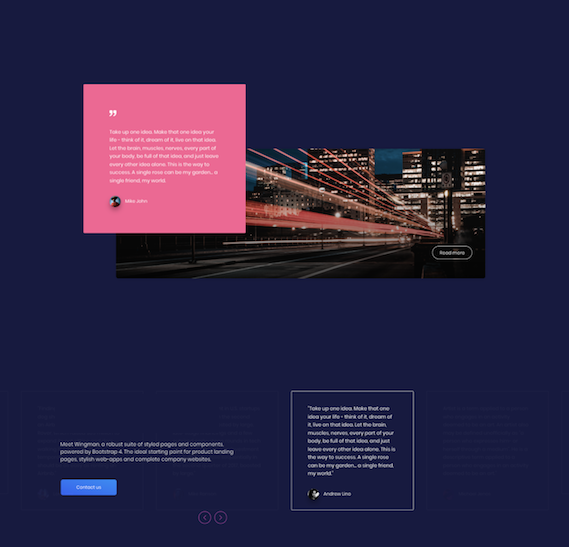 ”
Take up one idea. Make that one idea your
life - think of it, dream of it, live on that idea.
Let the brain, muscles, nerves, every part of
your body, be full of that idea, and just leave
every other idea alone. This is the way to
success. A single rose can be my garden... a
single friend, my world.
Mike John
Read more
Meet Wingman, a robust suite of styled pages and components,
powered by Bootstrap 4. The ideal starting point for product landing
pages, stylish web-apps and complete company websites.
Contact us
"Take up one idea. Make that one
idea your life - think of it, dream of
it, live on that idea. Let the brain,
muscles, nerves, every part of your
body, be full of that idea, and just
leave every other idea alone. This is
the way to success. A single rose
can be my garden... a single friend,
my world."
Andrew Lino